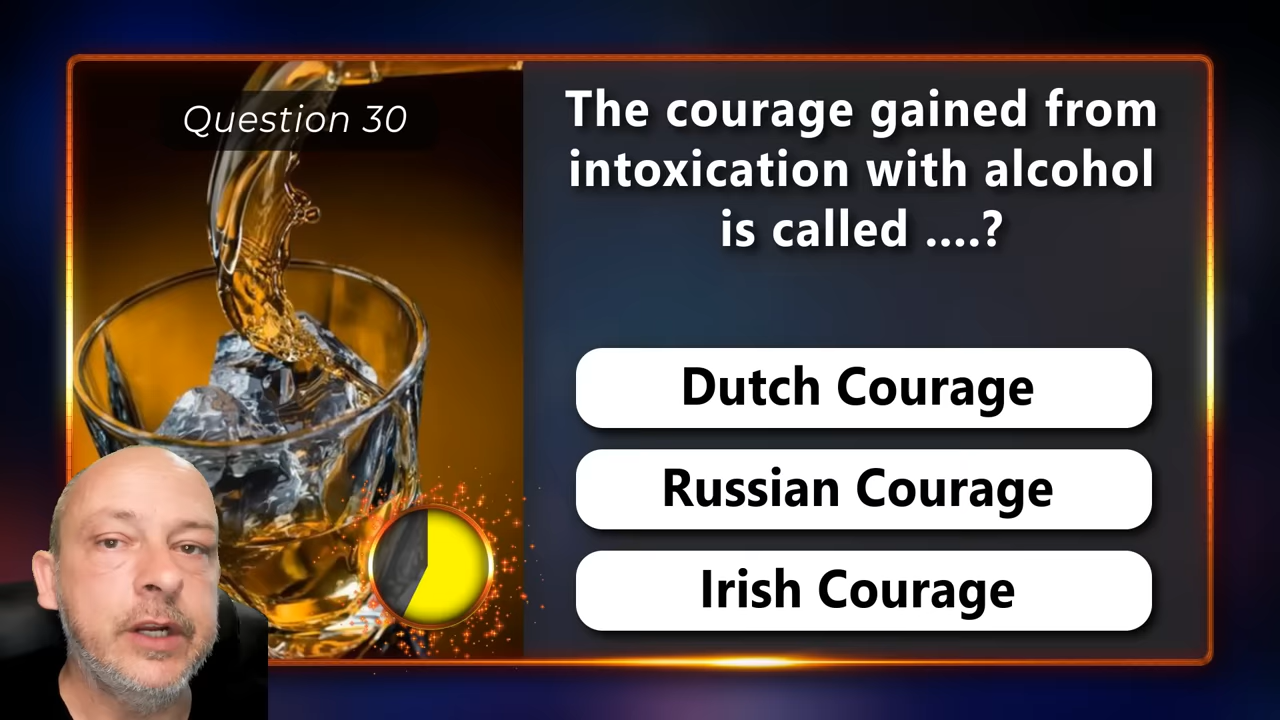 Question 30
The courage gained from
intoxication with alcohol
is called ....?
Dutch Courage
Russian Courage
Irish Courage